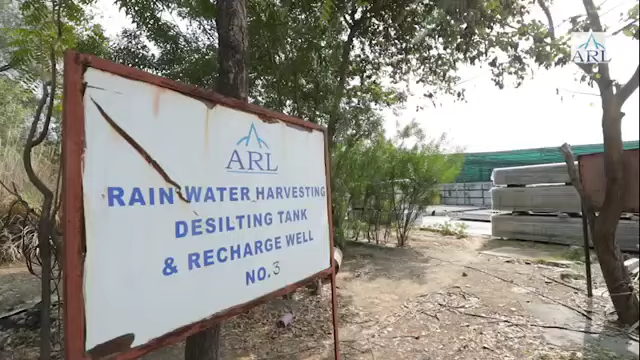 ARL
ARL
RAIN WATER HARVESTING
DESILTING TANK
& RECHARGE WELL
NO.3